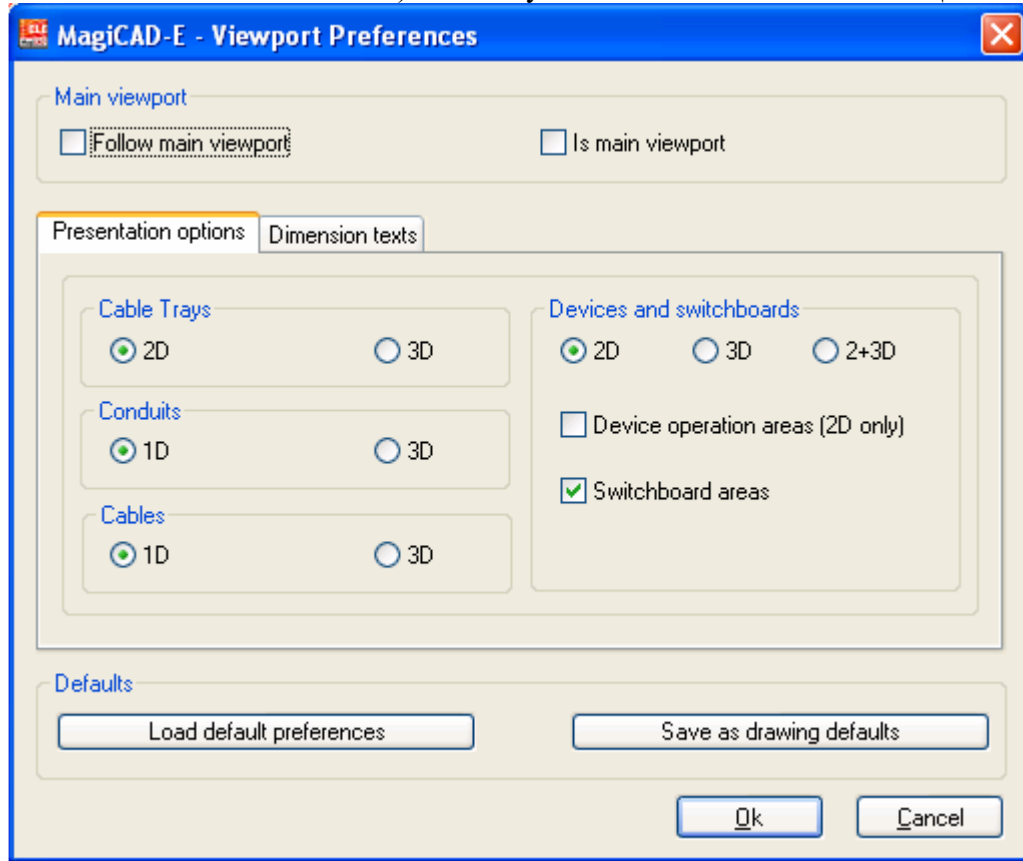 MagiCAD-E - Viewport Preferences
Main viewport
Follow main viewport
Is main viewport
Presentation options
Dimension texts
Cable Trays
2D
3D
Conduits
1D
3D
Cables
1D
3D
Devices and switchboards
2D
3D
2+3D
Device operation areas (2D only)
Switchboard areas
Defaults
Load default preferences
Save as drawing defaults
Ok
Cancel